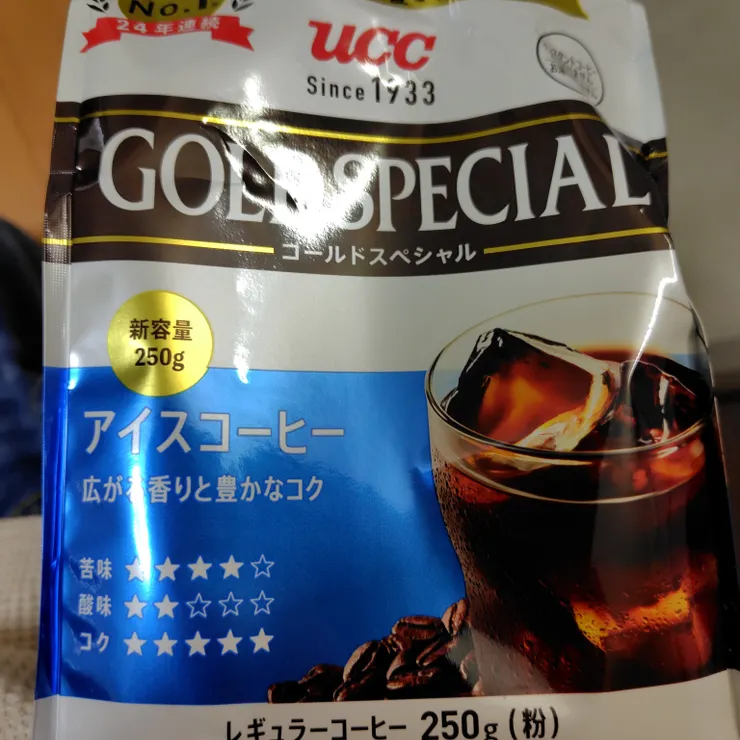 No.1
24年連続
ucc
Since 1933
GOLD SPECIAL
ゴールドスペシャル
新容量
250g
アイスコーヒー
広がる香りと豊かなコク
苦味 ★★★★☆
酸味 ★★☆☆☆
コク ★★★★★
レギュラーコーヒー 250g(粉)